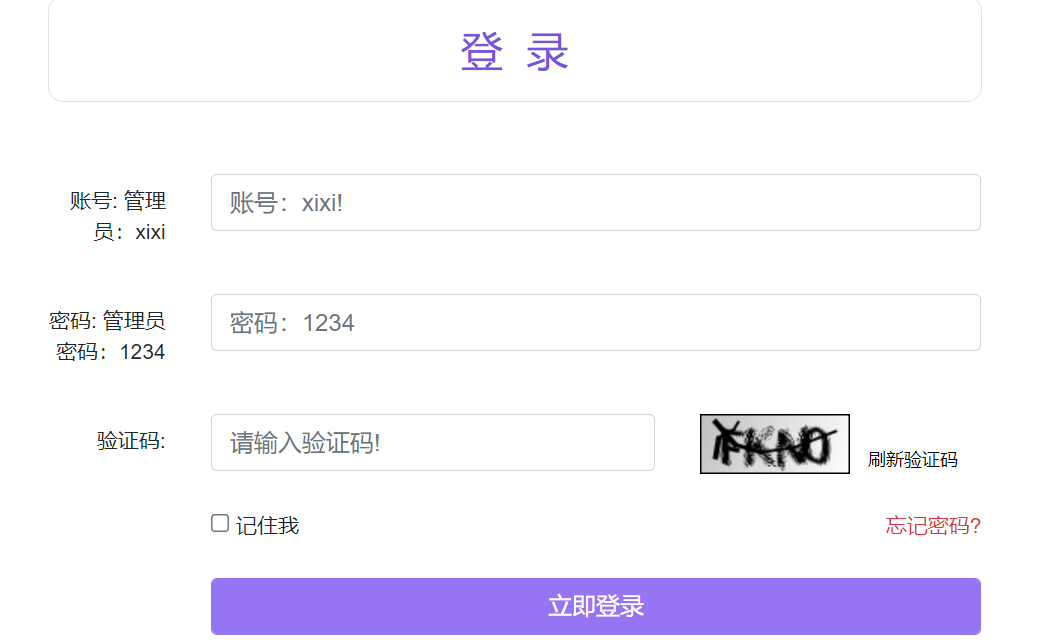 登 录
账号: 管理
员：xixi
账号：xixi!
密码: 管理员
密码：1234
密码：1234
验证码:
请输入验证码!
刷新验证码
记住我
忘记密码?
立即登录